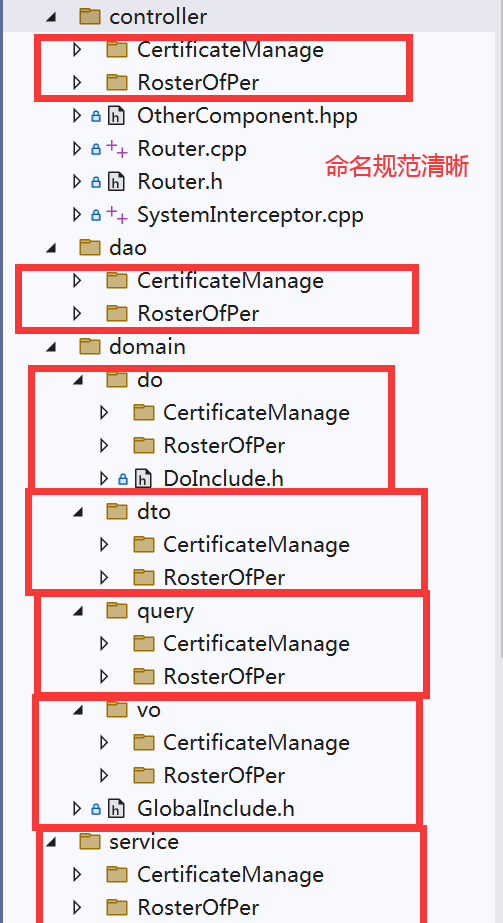 controller
CertificateManage
RosterOfPer
OtherComponent.hpp
Router.cpp
命名规范清晰
Router.h
SystemInterceptor.cpp
dao
CertificateManage
RosterOfPer
domain
do
CertificateManage
RosterOfPer
DoInclude.h
dto
CertificateManage
RosterOfPer
query
CertificateManage
RosterOfPer
vo
CertificateManage
RosterOfPer
GlobalInclude.h
service
CertificateManage
RosterOfPer